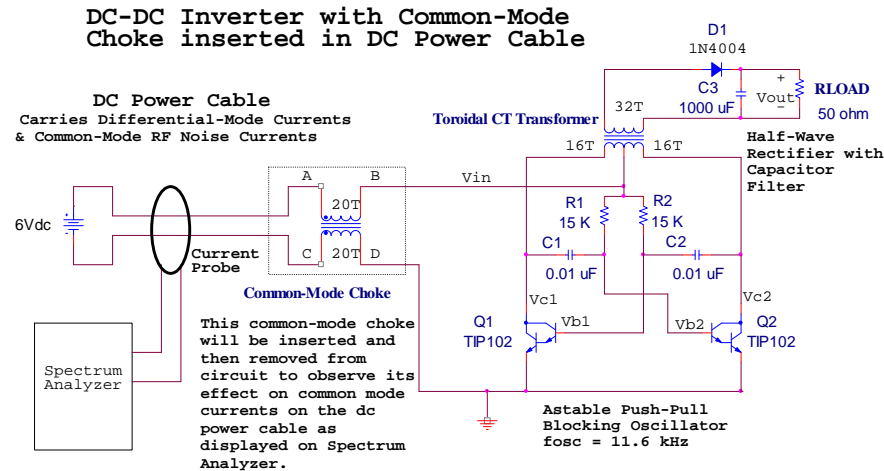 DC-DC Inverter with Common-Mode
Choke inserted in DC Power Cable
D1
1N4004
DC Power Cable
Carries Differential-Mode Currents
& Common-Mode RF Noise Currents
Toroidal CT Transformer
32T
C3
1000 uF
+
Vout
-
RLOAD
50 ohm
16T
16T
Half-Wave
Rectifier with
Capacitor
Filter
A
B
Vin
20T
R1
15 K
R2
15 K
6Vdc
20T
C
D
Current
Probe
C1
0.01 uF
C2
0.01 uF
Common-Mode Choke
Vc1
Vc2
This common-mode choke
will be inserted and
then removed from
circuit to observe its
effect on common mode
currents on the dc
power cable as
displayed on Spectrum
Analyzer.
Q1
TIP102
Vb1
Vb2
Q2
TIP102
Spectrum
Analyzer
Astable Push-Pull
Blocking Oscillator
fosc = 11.6 kHz